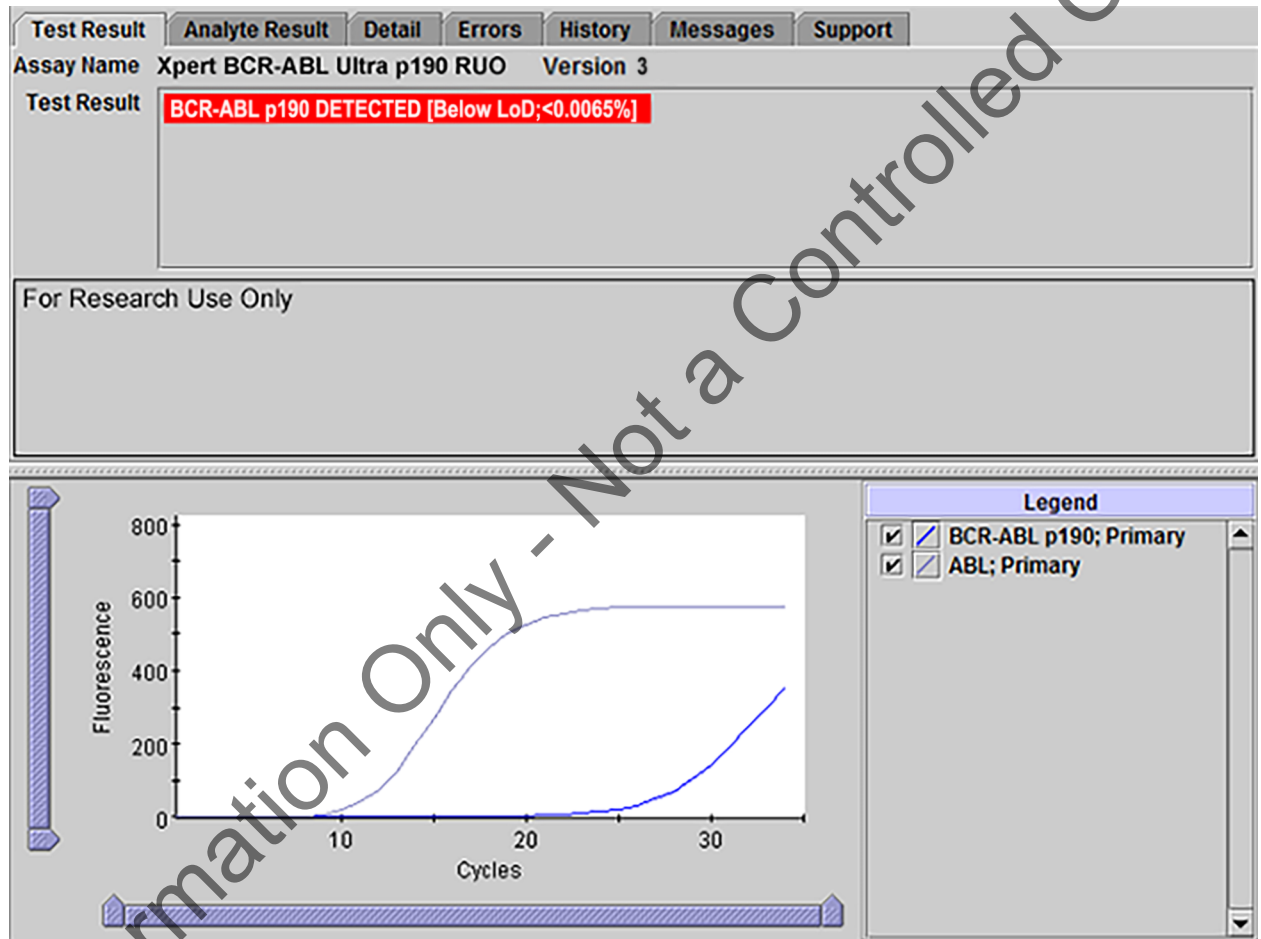 Test Result Analyte Result Detail Errors History Messages Support
Assay Name Xpert BCR-ABL Ultra p190 RUO Version 3
Test Result BCR-ABL p190 DETECTED [Below LoD;<0.0065%]
For Research Use Only
Legend
BCR-ABL p190; Primary
ABL; Primary
800
600
400
200
0
Fluorescence
10 20 30
Cycles
Only - Not a Controlled